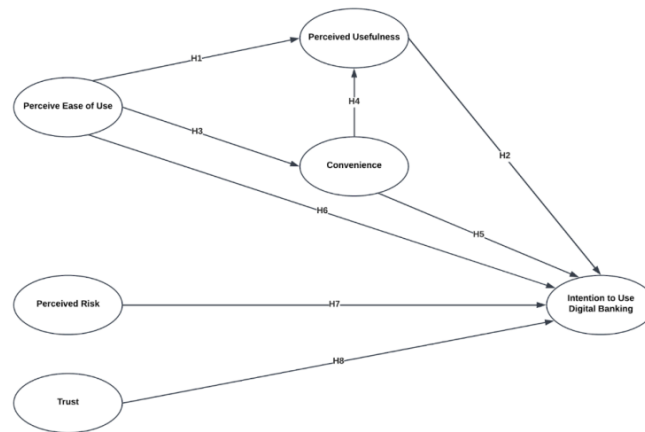 Perceived Usefulness
H1
Perceive Ease of Use
H4
H3
H2
Convenience
H6
H5
Intention to Use
Digital Banking
Perceived Risk
H7
H8
Trust